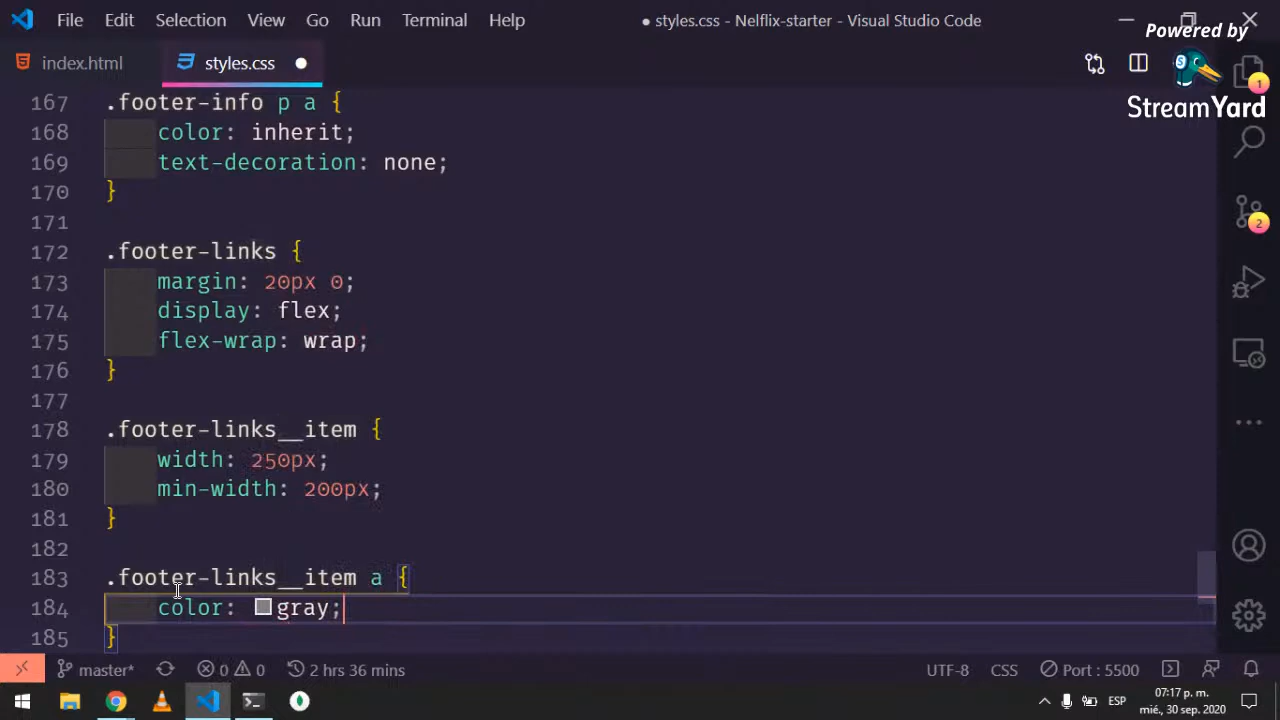 File Edit Selection View Go Run Terminal Help ● styles.css - Nelflix-starter - Visual Studio Code
Powered by
StreamYard
index.html styles.css
167 .footer-info p a {
168 color: inherit;
169 text-decoration: none;
170 }
171
172 .footer-links {
173 margin: 20px 0;
174 display: flex;
175 flex-wrap: wrap;
176 }
177
178 .footer-links__item {
179 width: 250px;
180 min-width: 200px;
181 }
182
183 .footer-links__item a {
184 color: gray;
185 }
1
2
master* 0 0 2 hrs 36 mins UTF-8 CSS Port : 5500
ESP 07:17 p. m.
mié, 30 sep. 2020